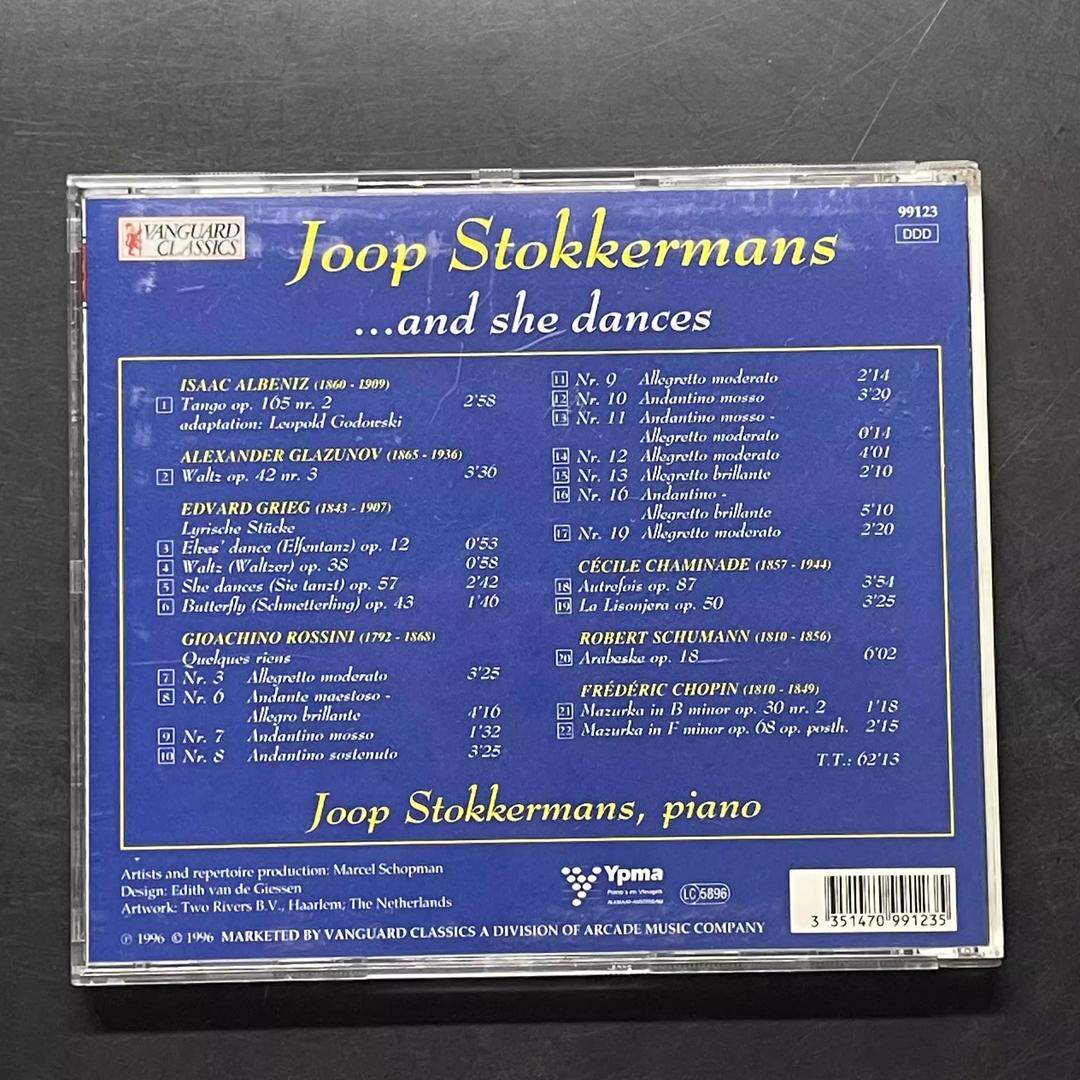 VANGUARD
CLASSICS
Joop Stokkermans
99123
DDD
...and she dances
ISAAC ALBENIZ (1860 - 1909)
1 Tango op. 165 nr. 2 2'58
adaptation: Leopold Godowski
ALEXANDER GLAZUNOV (1865 - 1936)
2 Waltz op. 42 nr. 3 3'36
EDVARD GRIEG (1843 - 1907)
Lyrische Stücke
3 Elves' dance (Elfentanz) op. 12 0'53
4 Waltz (Waltzer) op. 38 0'58
5 She dances (Sie tanzt) op. 57 2'42
6 Butterfly (Schmetterling) op. 43 1'46
GIOACHINO ROSSINI (1792 - 1868)
Quelques riens
7 Nr. 3 Allegretto moderato 3'25
8 Nr. 6 Andante maestoso -
Allegro brillante 4'16
9 Nr. 7 Andantino mosso 1'32
10 Nr. 8 Andantino sostenuto 3'25
11 Nr. 9 Allegretto moderato 2'14
12 Nr. 10 Andantino mosso 3'29
13 Nr. 11 Andantino mosso -
Allegretto moderato 0'14
14 Nr. 12 Allegretto moderato 4'01
15 Nr. 13 Allegretto brillante 2'10
16 Nr. 16 Andantino -
Allegretto brillante 5'10
17 Nr. 19 Allegretto moderato 2'20
CÉCILE CHAMINADE (1857 - 1944)
18 Autrefois op. 87 3'54
19 La Lisonjera op. 50 3'25
ROBERT SCHUMANN (1810 - 1856)
20 Arabeske op. 18 6'02
FRÉDÉRIC CHOPIN (1810 - 1849)
21 Mazurka in B minor op. 30 nr. 2 1'18
22 Mazurka in F minor op. 68 op. posth. 2'15
T.T.: 62'13
Joop Stokkermans, piano
Artists and repertoire production: Marcel Schopman
Design: Edith van de Giessen
Artwork: Two Rivers B.V., Haarlem; The Netherlands
Ypma
Piano's en Vleugels
ALKMAAR-AMSTERDAM
LC 5896
3 351470 991235
℗ 1996 © 1996 MARKETED BY VANGUARD CLASSICS A DIVISION OF ARCADE MUSIC COMPANY